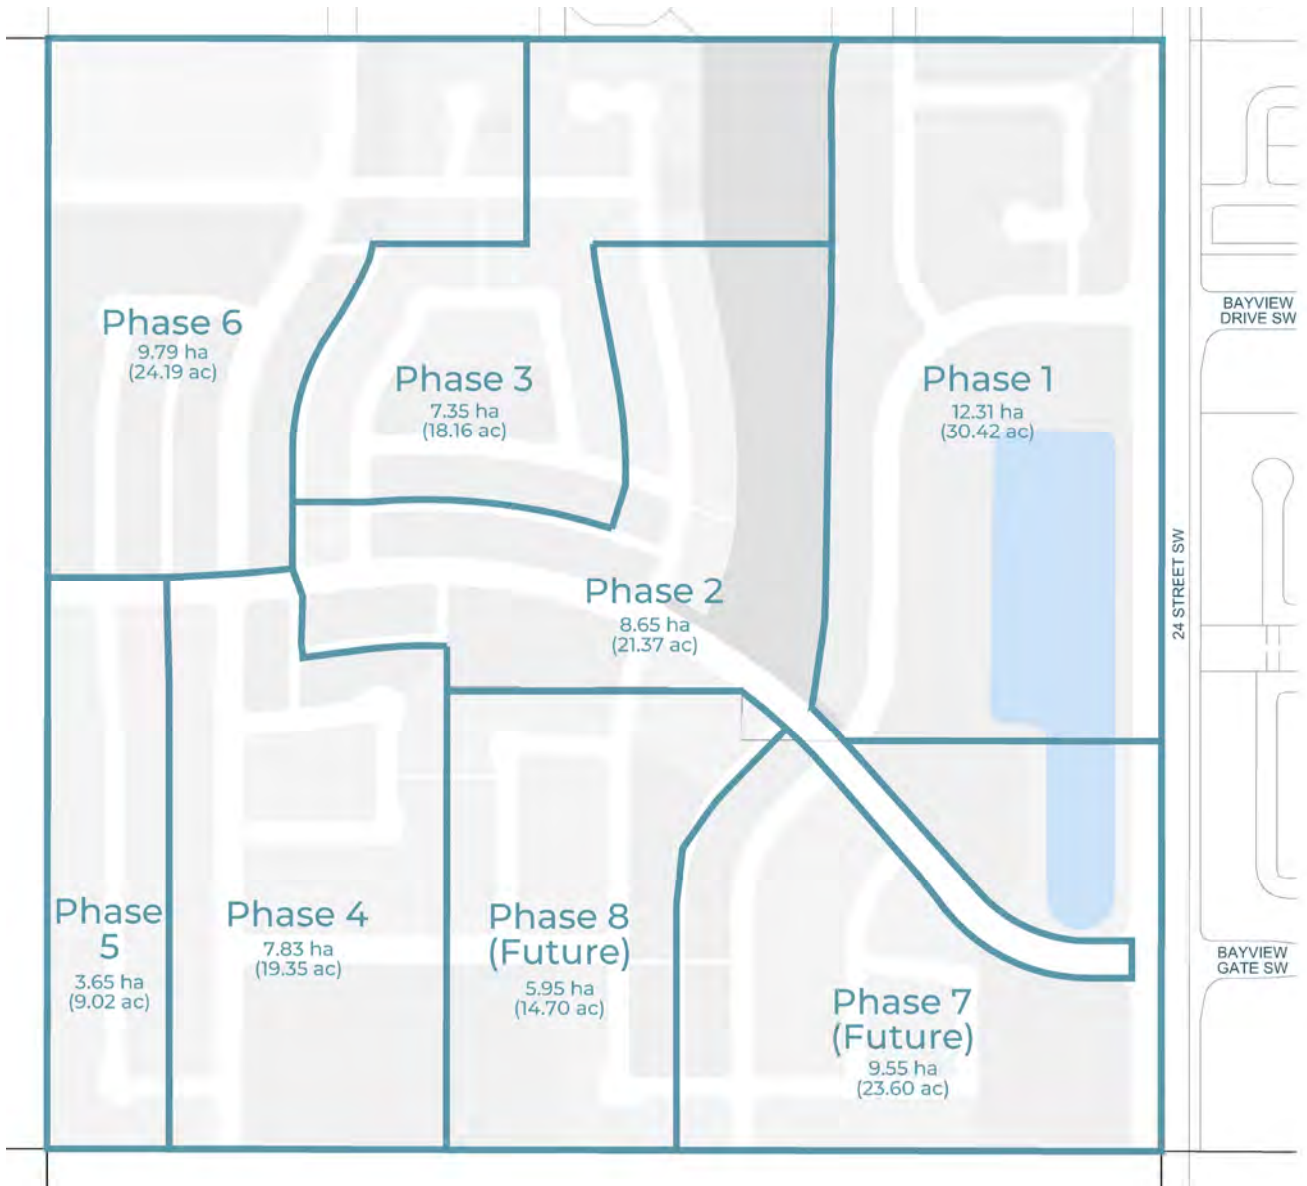 Phase 6
9.79 ha
(24.19 ac)
Phase 3
7.35 ha
(18.16 ac)
Phase 1
12.31 ha
(30.42 ac)
BAYVIEW
DRIVE SW
Phase 2
8.65 ha
(21.37 ac)
24 STREET SW
Phase
5
3.65 ha
(9.02 ac)
Phase 4
7.83 ha
(19.35 ac)
Phase 8
(Future)
5.95 ha
(14.70 ac)
Phase 7
(Future)
9.55 ha
(23.60 ac)
BAYVIEW
GATE SW